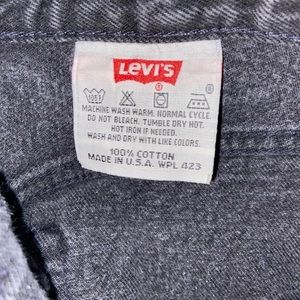 LEVI'S
105F
MACHINE WASH WARM. NORMAL CYCLE.
DO NOT BLEACH. TUMBLE DRY HOT.
HOT IRON IF NEEDED.
WASH AND DRY WITH LIKE COLORS.
100% COTTON
MADE IN U.S.A. WPL 423